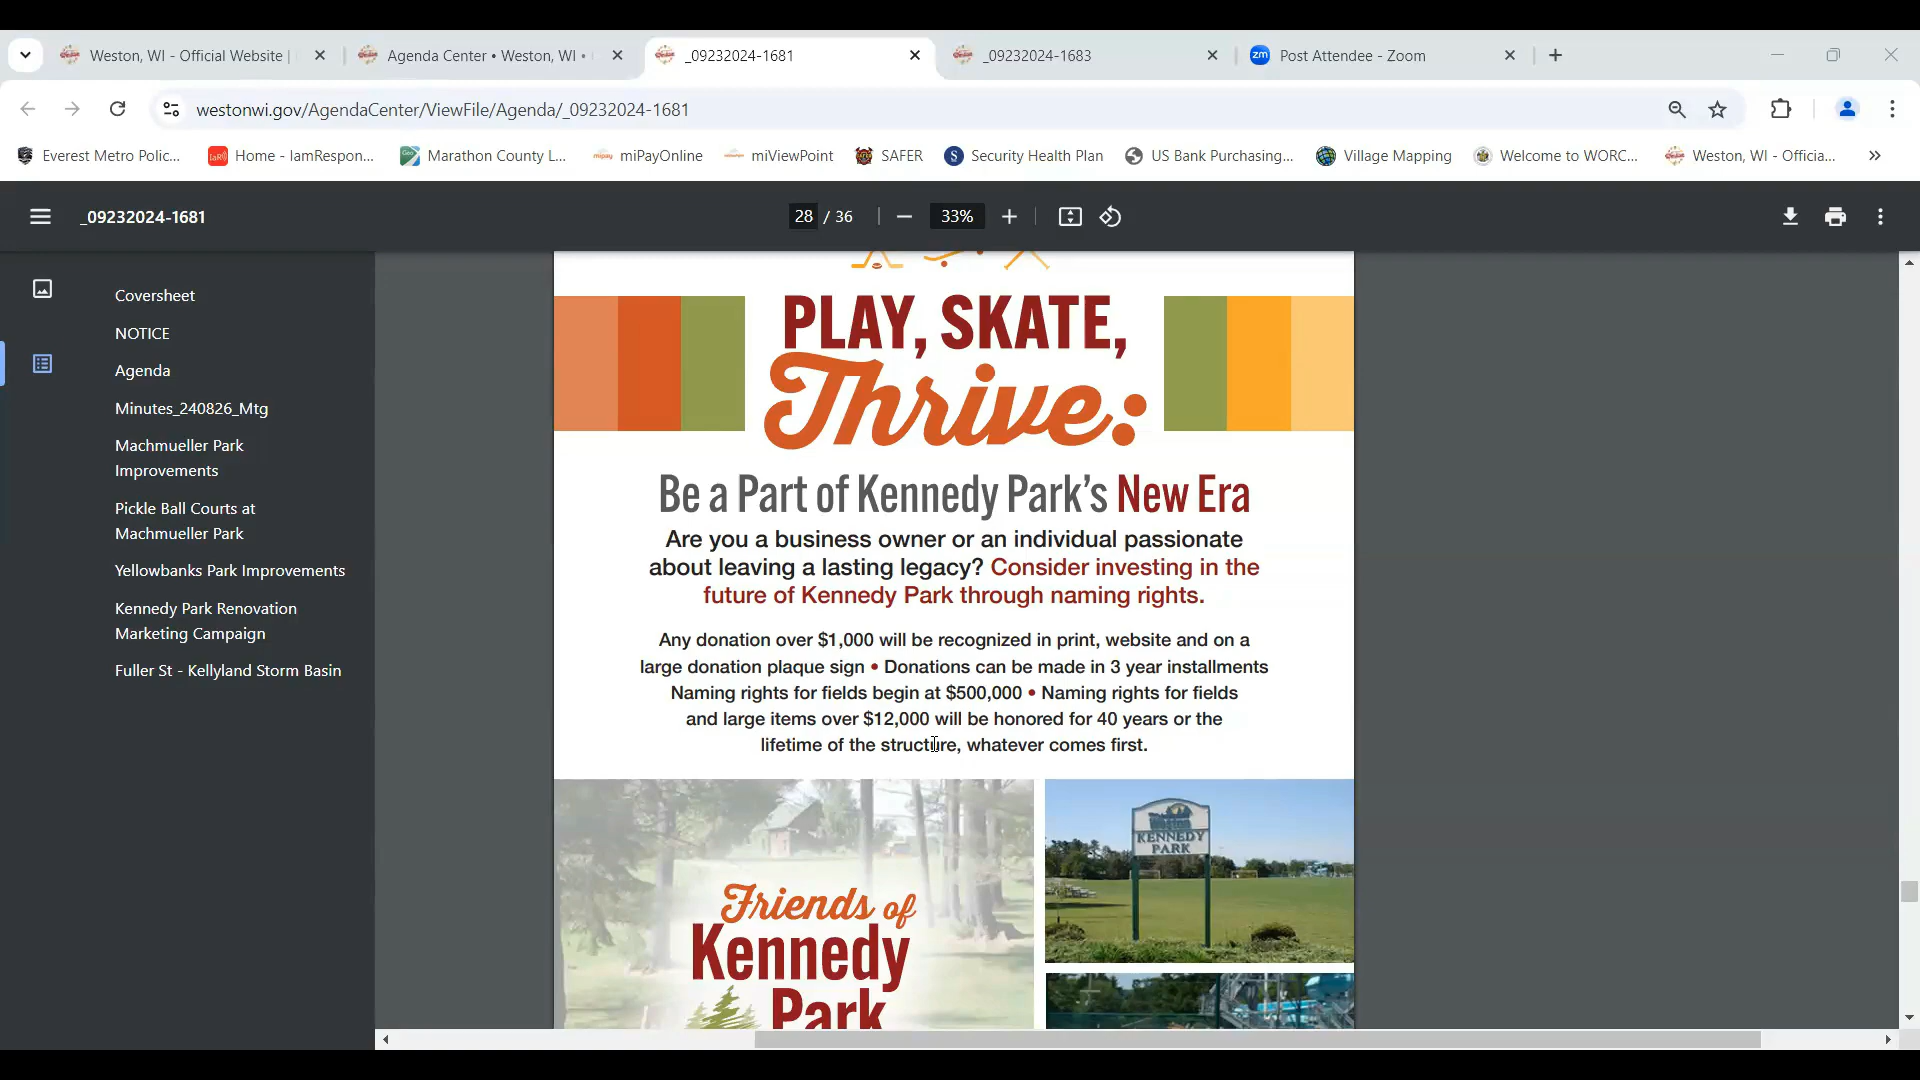 Weston, WI - Official Website |
Agenda Center • Weston, WI •
_09232024-1681
_09232024-1683
zm Post Attendee - Zoom
westonwi.gov/AgendaCenter/ViewFile/Agenda/_09232024-1681
Everest Metro Polic...
Home - IamRespon...
Marathon County L...
miPayOnline
miViewPoint
SAFER
Security Health Plan
US Bank Purchasing...
Village Mapping
Welcome to WORC...
Weston, WI - Officia...
_09232024-1681
28 / 36
33%
Coversheet
NOTICE
Agenda
Minutes_240826_Mtg
Machmueller Park
Improvements
Pickle Ball Courts at
Machmueller Park
Yellowbanks Park Improvements
Kennedy Park Renovation
Marketing Campaign
Fuller St - Kellyland Storm Basin
PLAY, SKATE,
Thrive:
Be a Part of Kennedy Park's New Era
Are you a business owner or an individual passionate
about leaving a lasting legacy? Consider investing in the
future of Kennedy Park through naming rights.
Any donation over $1,000 will be recognized in print, website and on a
large donation plaque sign • Donations can be made in 3 year installments
Naming rights for fields begin at $500,000 • Naming rights for fields
and large items over $12,000 will be honored for 40 years or the
lifetime of the structure, whatever comes first.
Friends of
Kennedy
Park
Weston
KENNEDY
PARK